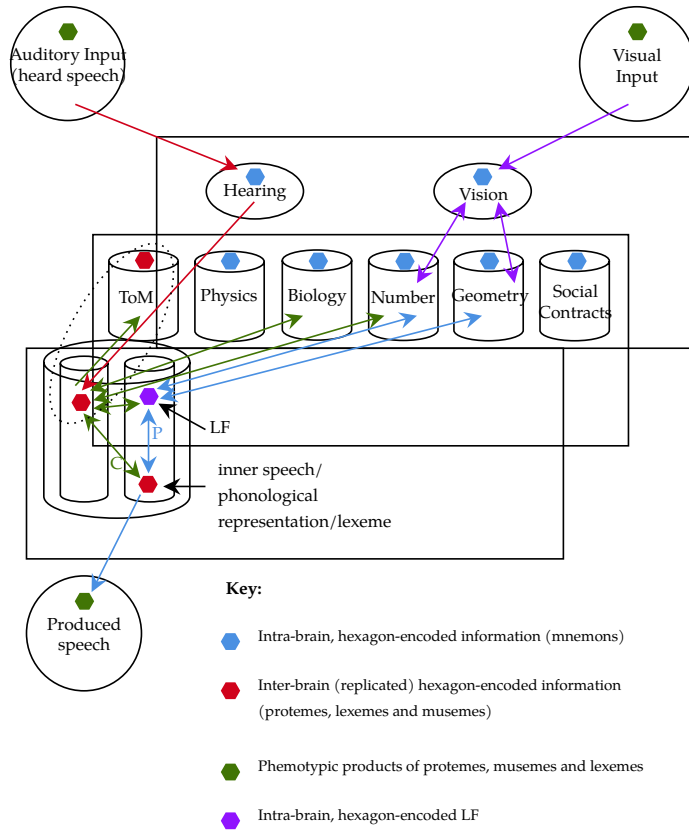 Auditory Input
(heard speech)
Visual
Input
Hearing
Vision
ToM
Physics
Biology
Number
Geometry
Social
Contracts
LF
P
C
inner speech/
phonological
representation/lexeme
Produced
speech
Key:
Intra-brain, hexagon-encoded information (mnemons)
Inter-brain (replicated) hexagon-encoded information
(protemes, lexemes and musemes)
Phemotypic products of protemes, musemes and lexemes
Intra-brain, hexagon-encoded LF